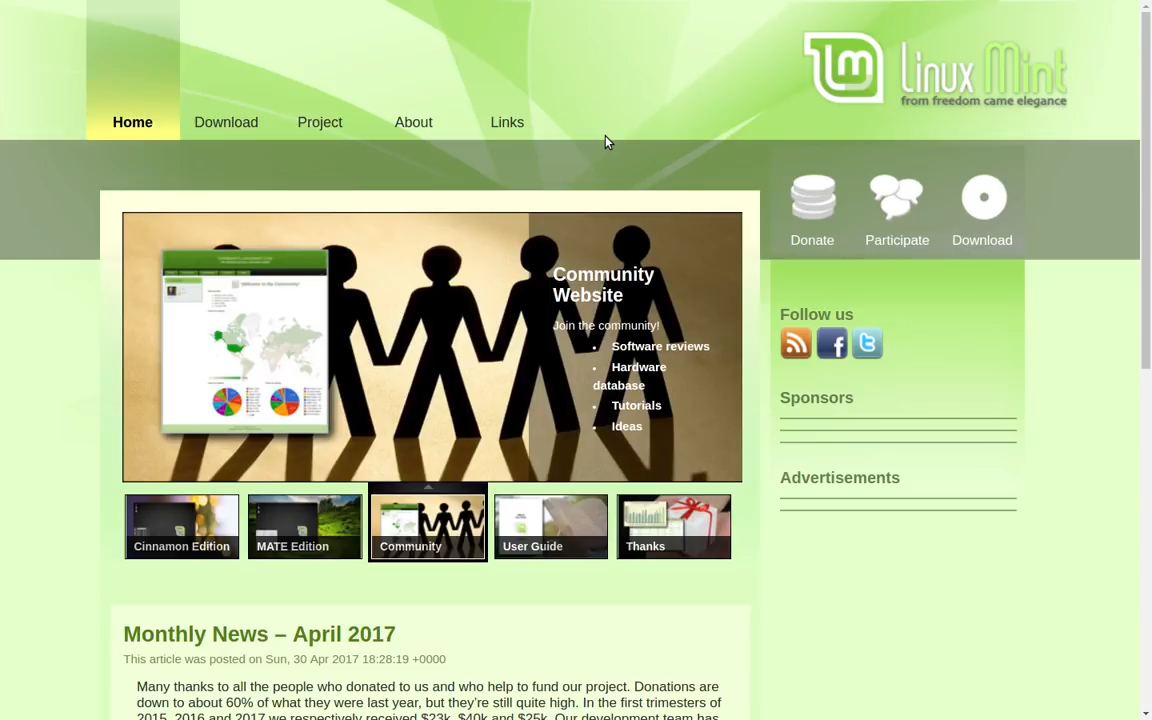 Linux Mint
from freedom came elegance
Home
Download
Project
About
Links
Donate
Participate
Download
Community
Website
Join the community!
Software reviews
Hardware
database
Tutorials
Ideas
Cinnamon Edition
MATE Edition
Community
User Guide
Thanks
Follow us
Sponsors
Advertisements
Monthly News – April 2017
This article was posted on Sun, 30 Apr 2017 18:28:19 +0000
Many thanks to all the people who donated to us and who help to fund our project. Donations are
down to about 60% of what they were last year, but they're still quite high. In the first trimesters of
2015, 2016 and 2017 we respectively received $23k, $40k and $25k. Our development team has